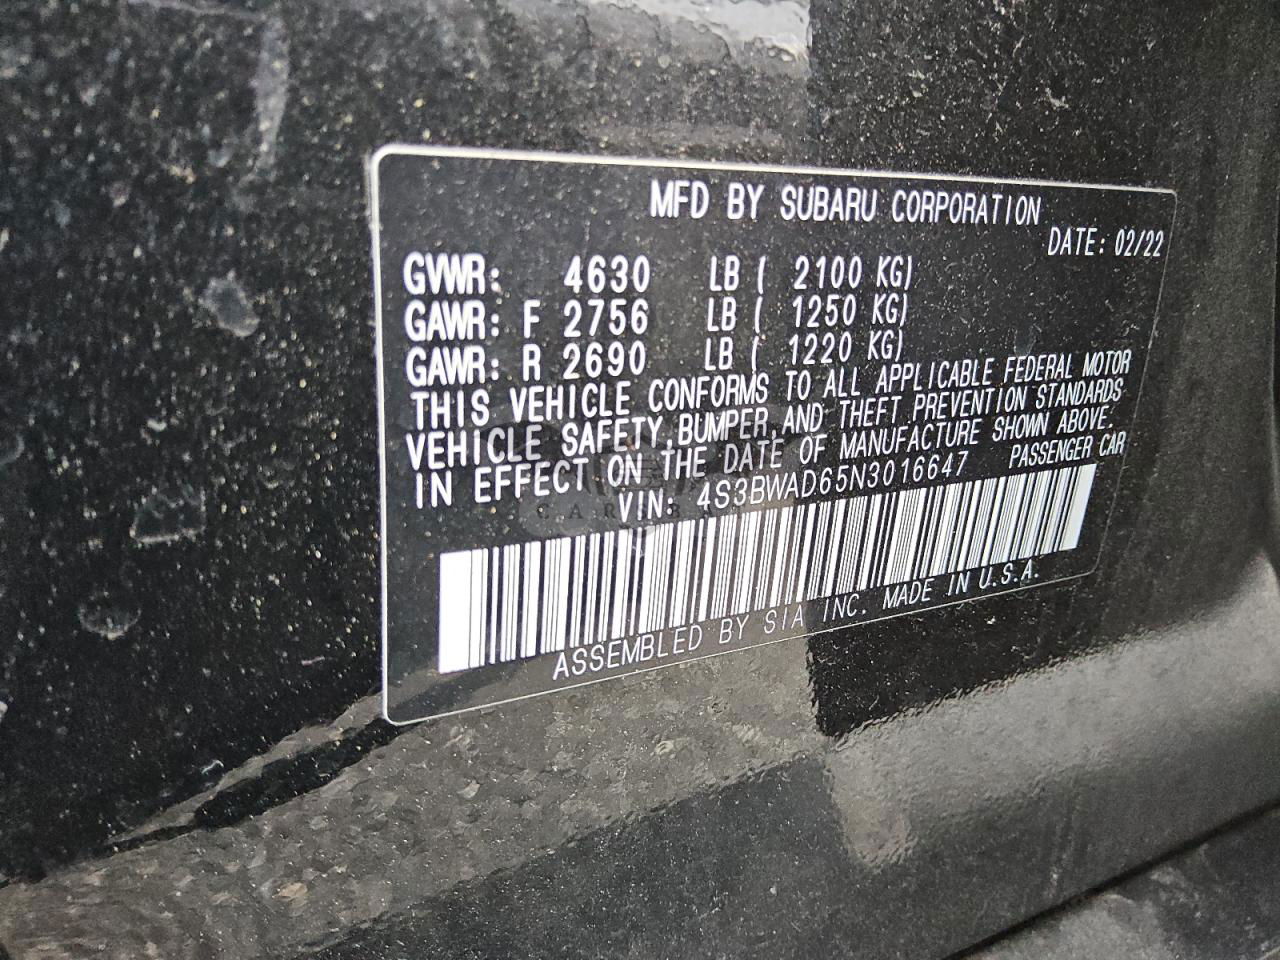 MFD BY SUBARU CORPORATION
DATE: 02/22
GVWR: 4630 LB ( 2100 KG)
GAWR: F 2756 LB ( 1250 KG)
GAWR: R 2690 LB ( 1220 KG)
THIS VEHICLE CONFORMS TO ALL APPLICABLE FEDERAL MOTOR
VEHICLE SAFETY, BUMPER, AND THEFT PREVENTION STANDARDS
IN EFFECT ON THE DATE OF MANUFACTURE SHOWN ABOVE.
VIN: 4S3BWAD65N3016647 PASSENGER CAR
ASSEMBLED BY SIA INC. MADE IN U.S.A.